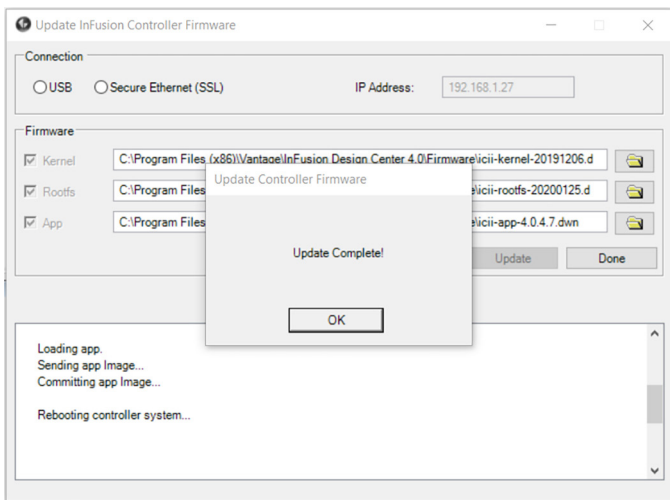 Update InFusion Controller Firmware
Connection
USB
Secure Ethernet (SSL)
IP Address:
192.168.1.27
Firmware
Kernel
C:\Program Files (x86)\Vantage\InFusion Design Center 4.0\Firmware\icii-kernel-20191206.d
Update Controller Firmware
Rootfs
C:\Program Files
e\icii-rootfs-20200125.d
App
C:\Program Files
e\icii-app-4.0.4.7.dwn
Update Complete!
Update
Done
OK
Loading app.
Sending app Image...
Committing app Image...
Rebooting controller system...